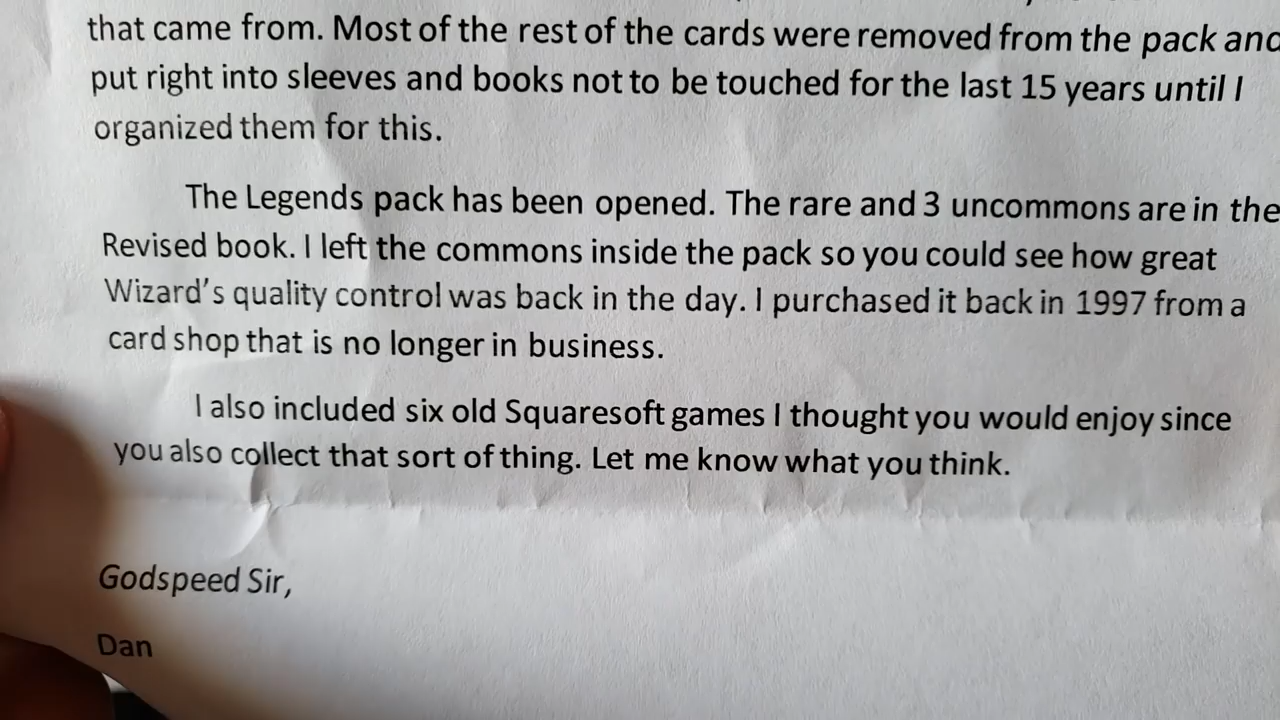 that came from. Most of the rest of the cards were removed from the pack and
put right into sleeves and books not to be touched for the last 15 years until I
organized them for this.
The Legends pack has been opened. The rare and 3 uncommons are in the
Revised book. I left the commons inside the pack so you could see how great
Wizard's quality control was back in the day. I purchased it back in 1997 from a
card shop that is no longer in business.
I also included six old Squaresoft games I thought you would enjoy since
you also collect that sort of thing. Let me know what you think.
Godspeed Sir,
Dan